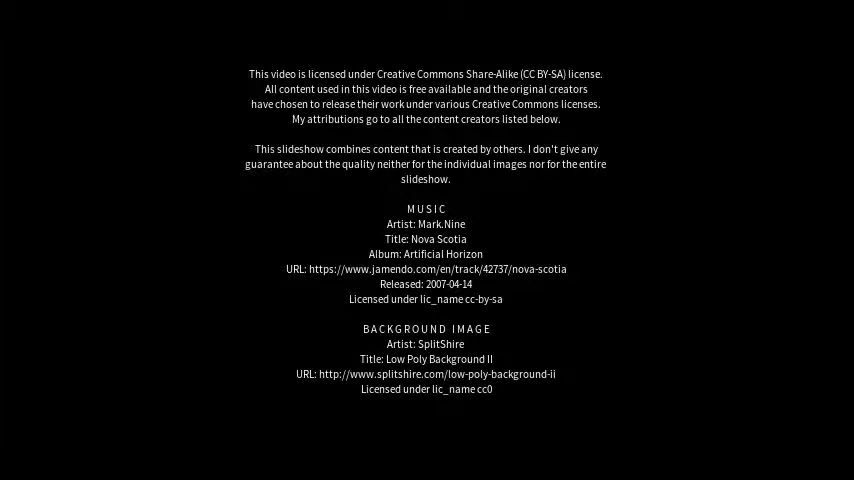 This video is licensed under Creative Commons Share-Alike (CC BY-SA) license.
All content used in this video is free available and the original creators
have chosen to release their work under various Creative Commons licenses.
My attributions go to all the content creators listed below.
This slideshow combines content that is created by others. I don't give any
guarantee about the quality neither for the individual images nor for the entire
slideshow.
MUSIC
Artist: Mark.Nine
Title: Nova Scotia
Album: Artificial Horizon
URL: https://www.jamendo.com/en/track/42737/nova-scotia
Released: 2007-04-14
Licensed under lic_name cc-by-sa
BACKGROUND IMAGE
Artist: SplitShire
Title: Low Poly Background II
URL: http://www.splitshire.com/low-poly-background-ii
Licensed under lic_name cc0